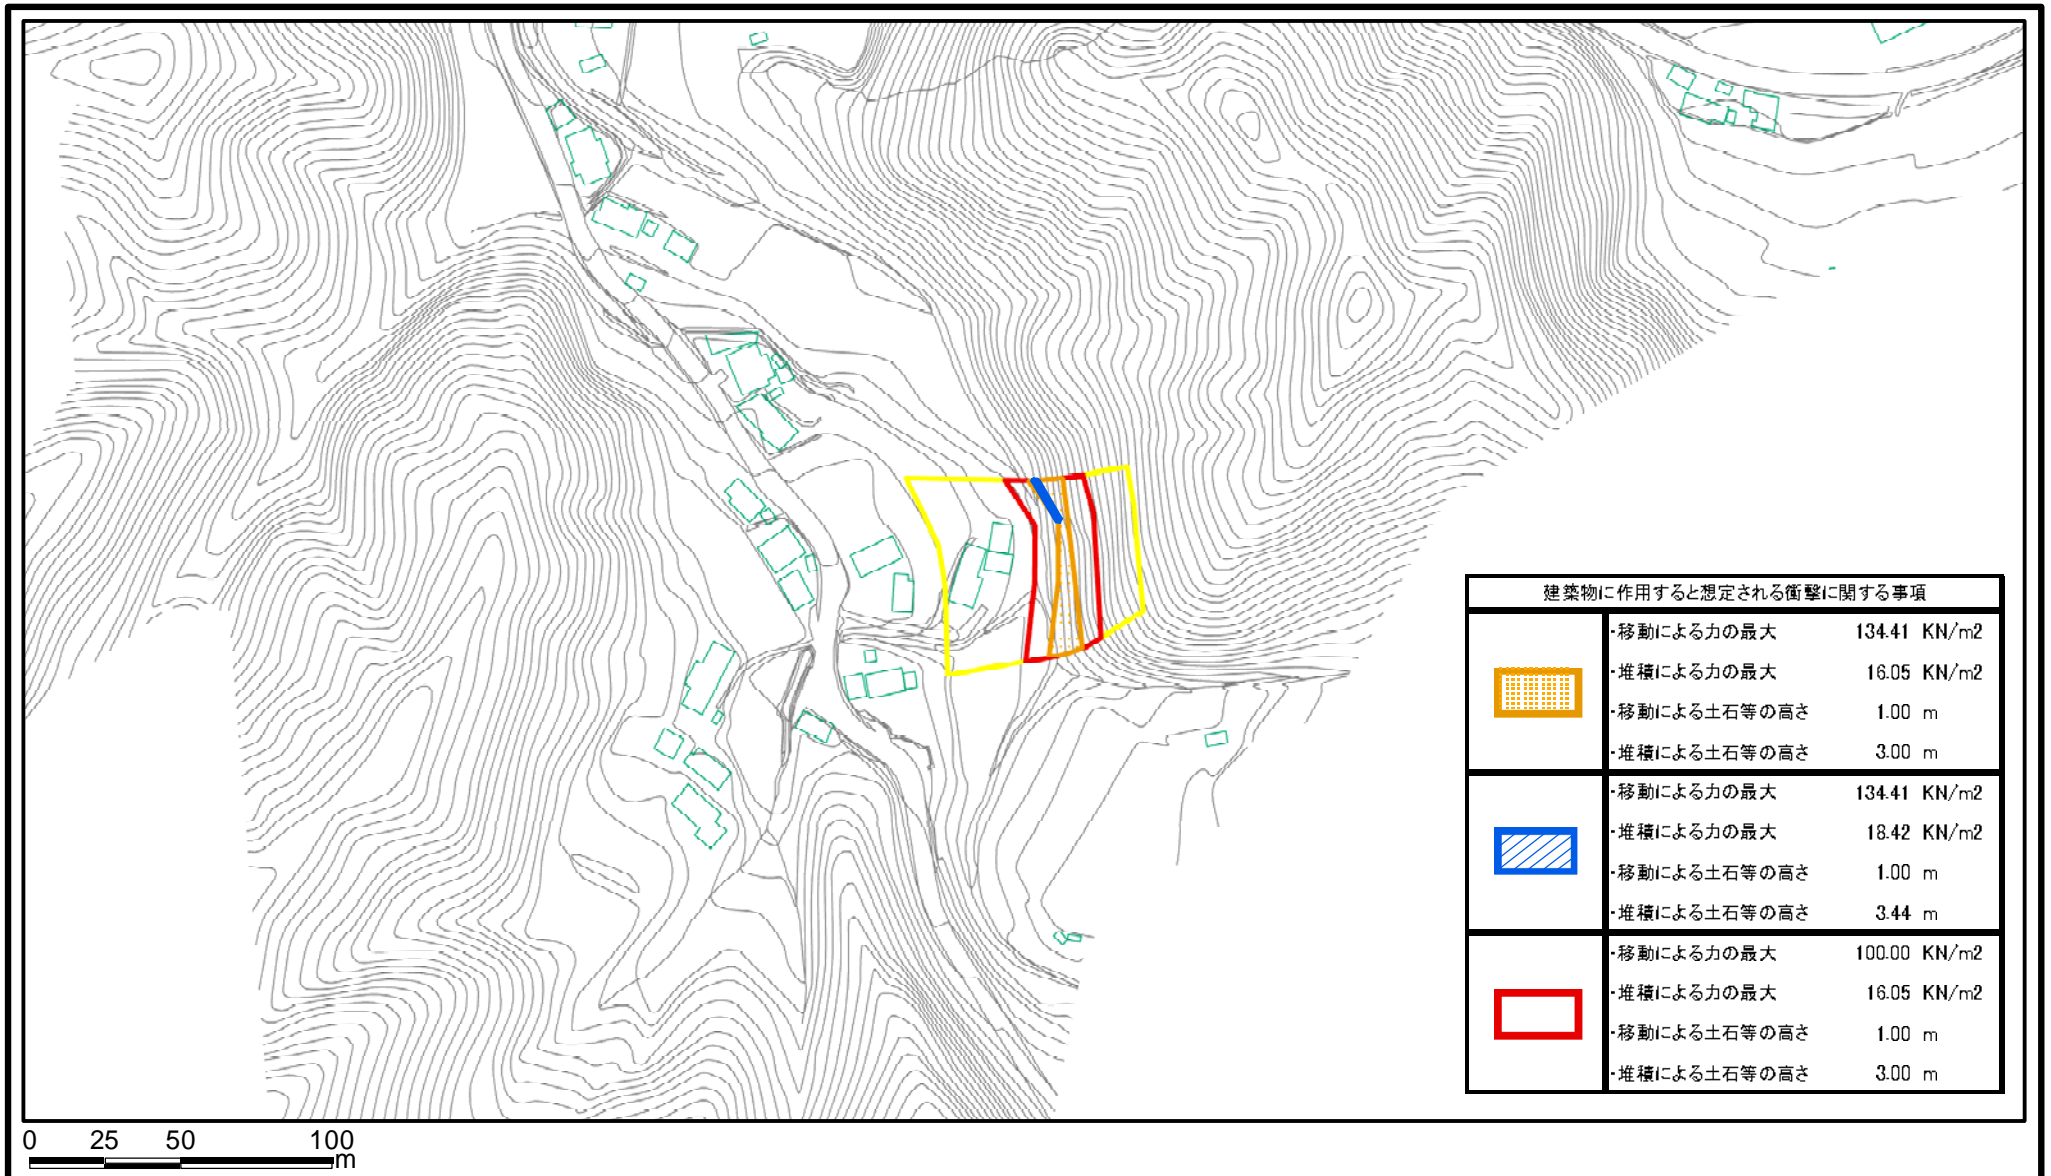 建築物に作用すると想定される衝撃に関する事項
・移動による力の最大 134.41 KN/m2
・堆積による力の最大 16.05 KN/m2
・移動による土石等の高さ 1.00 m
・堆積による土石等の高さ 3.00 m
・移動による力の最大 134.41 KN/m2
・堆積による力の最大 18.42 KN/m2
・移動による土石等の高さ 1.00 m
・堆積による土石等の高さ 3.44 m
・移動による力の最大 100.00 KN/m2
・堆積による力の最大 16.05 KN/m2
・移動による土石等の高さ 1.00 m
・堆積による土石等の高さ 3.00 m
0 25 50 100
m